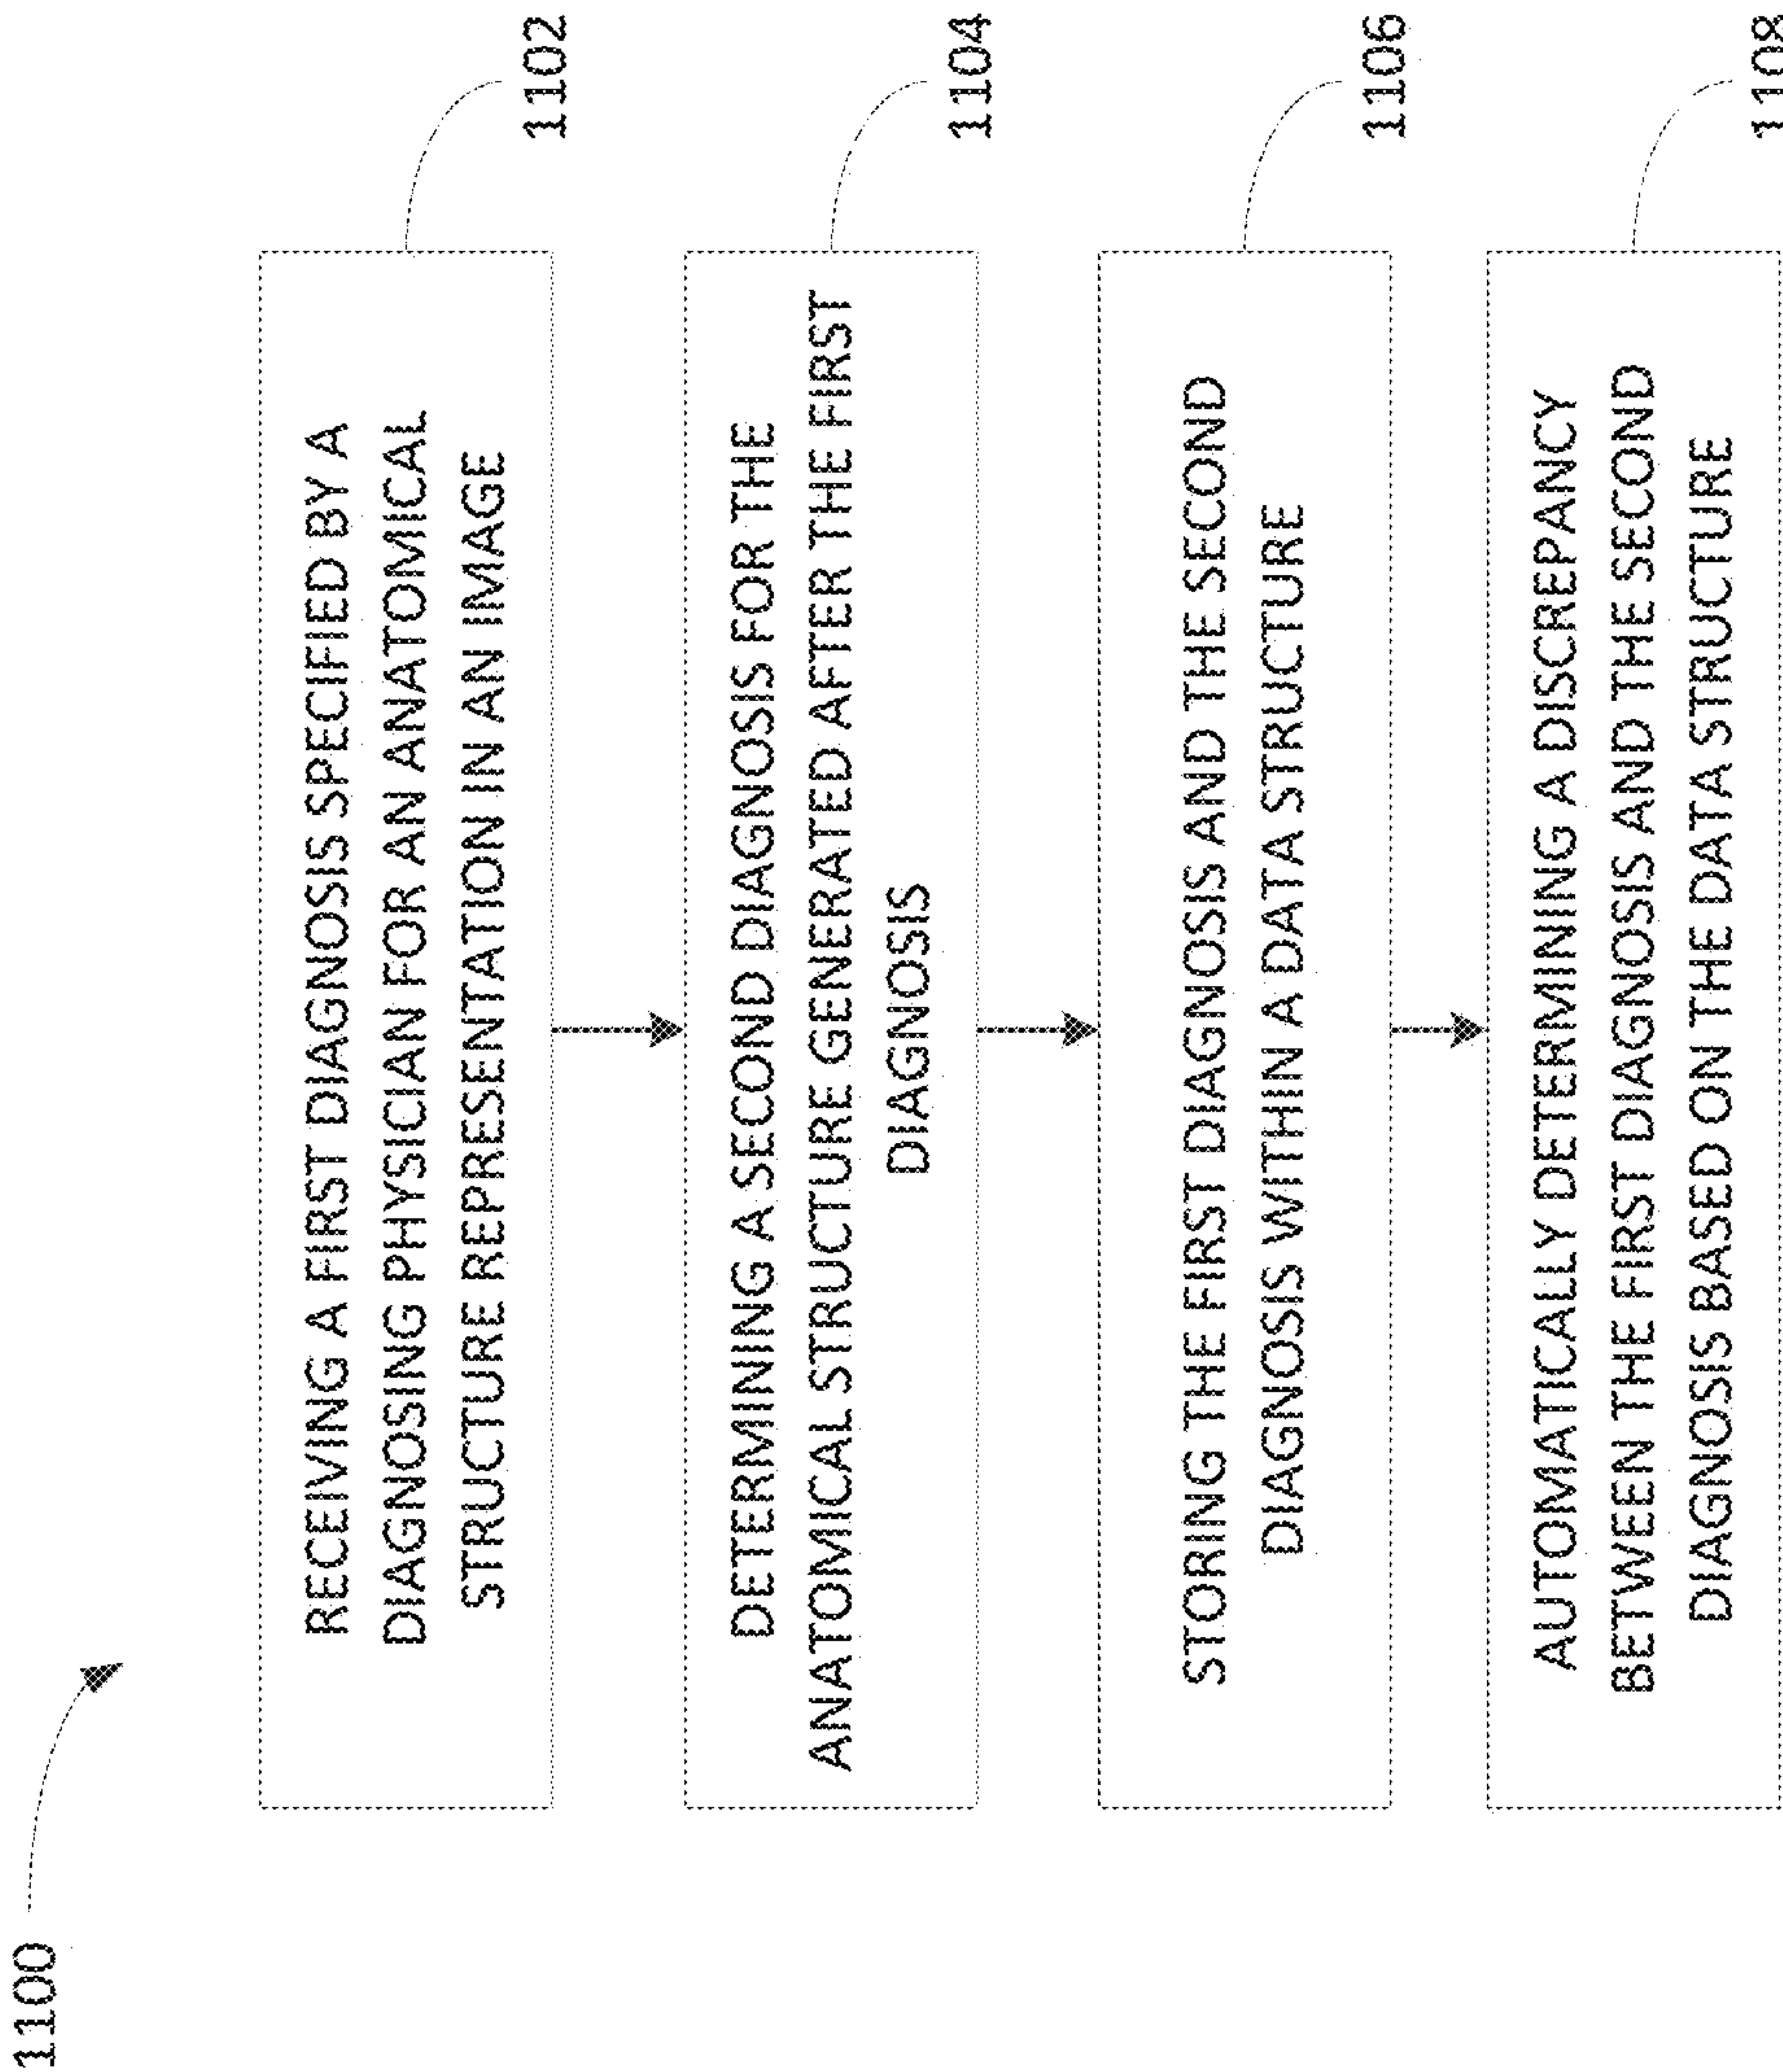 1100
RECEIVING A FIRST DIAGNOSIS SPECIFIED BY A
DIAGNOSING PHYSICIAN FOR AN ANATOMICAL
STRUCTURE REPRESENTATION IN AN IMAGE
1102
DETERMINING A SECOND DIAGNOSIS FOR THE
ANATOMICAL STRUCTURE GENERATED AFTER THE FIRST
DIAGNOSIS
1104
STORING THE FIRST DIAGNOSIS AND THE SECOND
DIAGNOSIS WITHIN A DATA STRUCTURE
1106
AUTOMATICALLY DETERMINING A DISCREPANCY
BETWEEN THE FIRST DIAGNOSIS AND THE SECOND
DIAGNOSIS BASED ON THE DATA STRUCTURE
1108